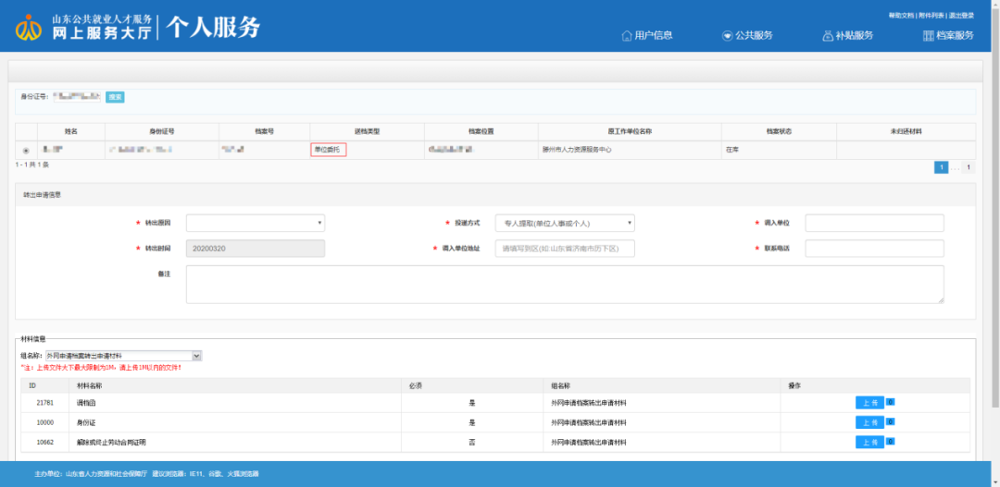 山东公共就业人才服务
网上服务大厅
个人服务
帮助文档 | 附件列表 | 退出登录
用户信息 公共服务 补贴服务 档案服务
身份证号： 搜索
姓名 身份证号 档案号 送档类型 档案位置 原工作单位名称 档案状态 未归还材料
单位委托 滕州市人力资源服务中心 在库
1 - 1 共 1 条
1 ... 1
转出申请信息
* 转出原因 * 投递方式 专人提取(单位人事或个人) * 调入单位
* 转出时间 20200320 * 调入单位地址 请填写到区(如:山东省济南市历下区) * 联系电话
备注
材料信息
组名称： 外网申请档案转出申请材料
*注：上传文件大下最大限制为1M，请上传1M以内的文件！
ID 材料名称 必须 组名称 操作
21781 调档函 是 外网申请档案转出申请材料 上传 0
10000 身份证 是 外网申请档案转出申请材料 上传 0
10662 解除或终止劳动合同证明 否 外网申请档案转出申请材料 上传 0
主办单位：山东省人力资源和社会保障厅 建议浏览器：IE11、谷歌、火狐浏览器